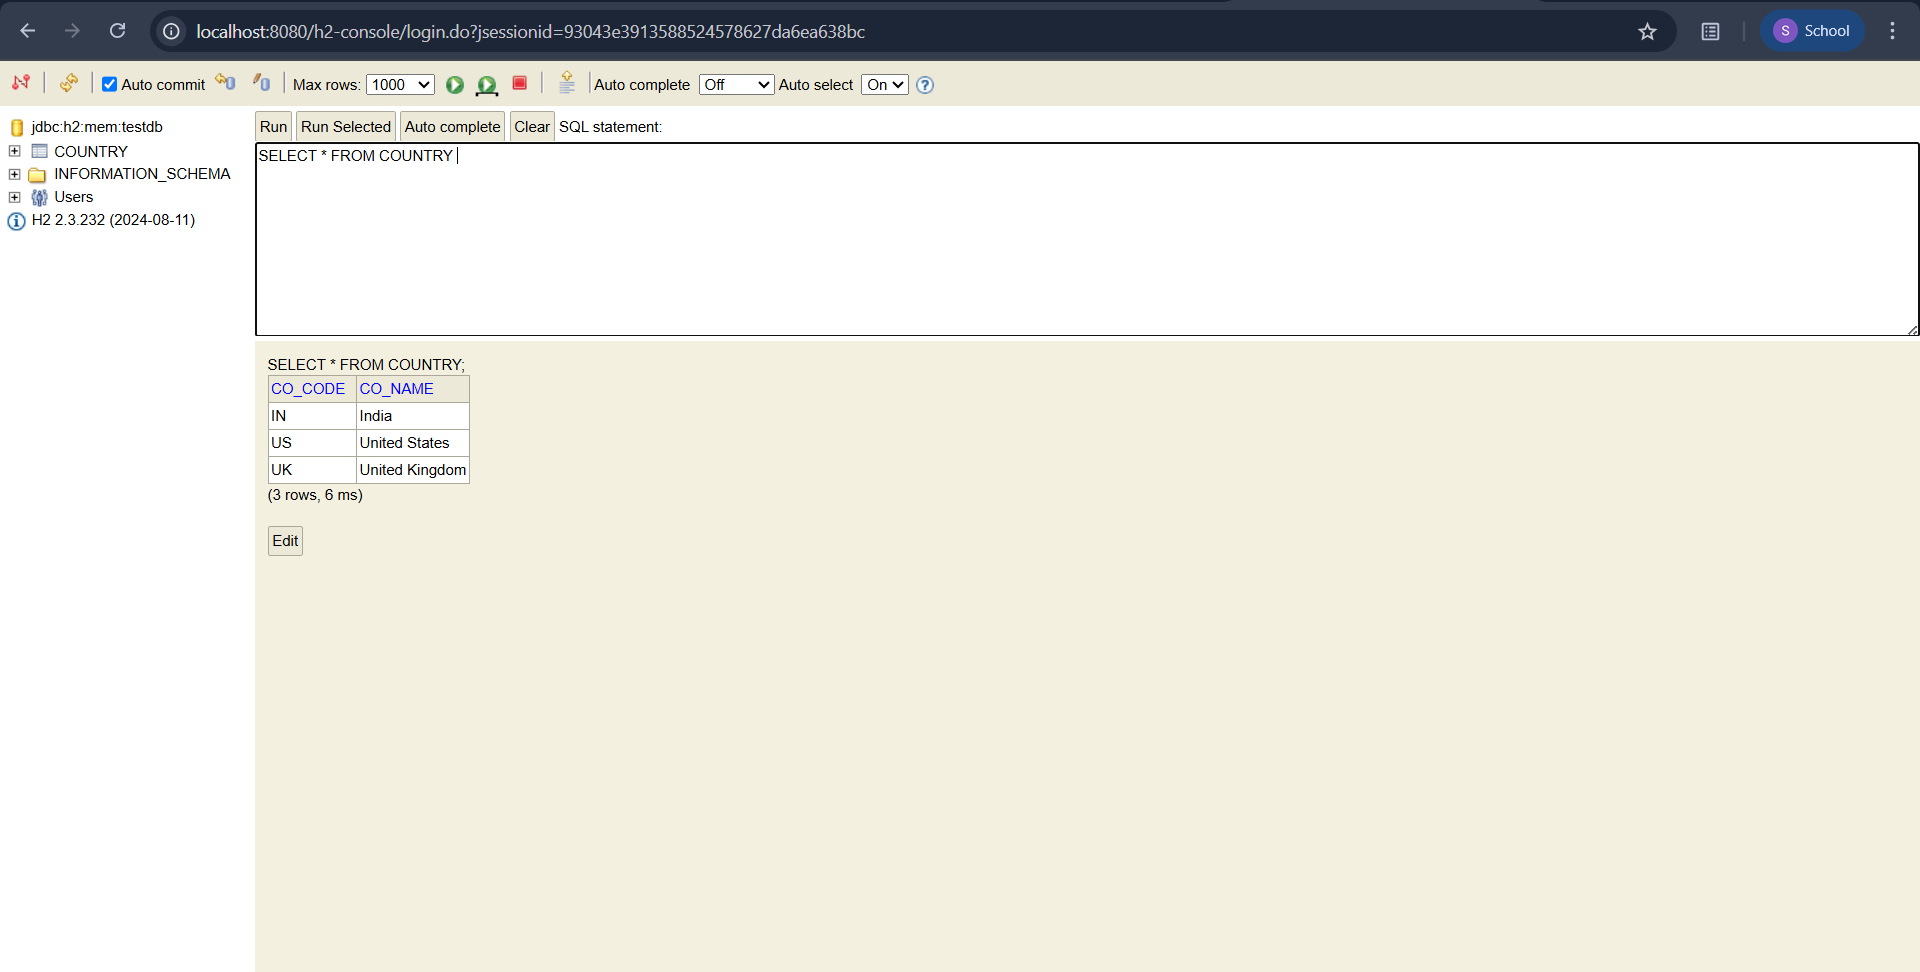 localhost:8080/h2-console/login.do?jsessionid=93043e3913588524578627da6ea638bc
S School
Auto commit Max rows: 1000 Auto complete Off Auto select On
jdbc:h2:mem:testdb
COUNTRY
INFORMATION_SCHEMA
Users
H2 2.3.232 (2024-08-11)
Run Run Selected Auto complete Clear SQL statement:
SELECT * FROM COUNTRY
SELECT * FROM COUNTRY;
CO_CODE CO_NAME
IN India
US United States
UK United Kingdom
(3 rows, 6 ms)
Edit